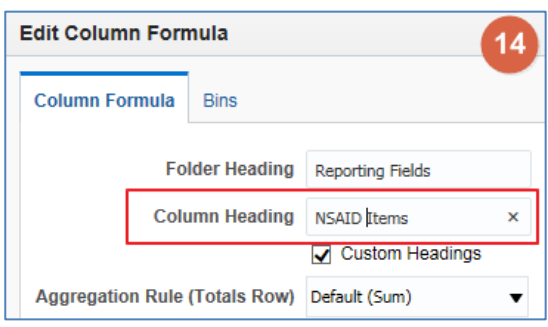 Edit Column Formula
14
Column Formula Bins
Folder Heading Reporting Fields
Column Heading NSAID Items ×
Custom Headings
Aggregation Rule (Totals Row) Default (Sum)